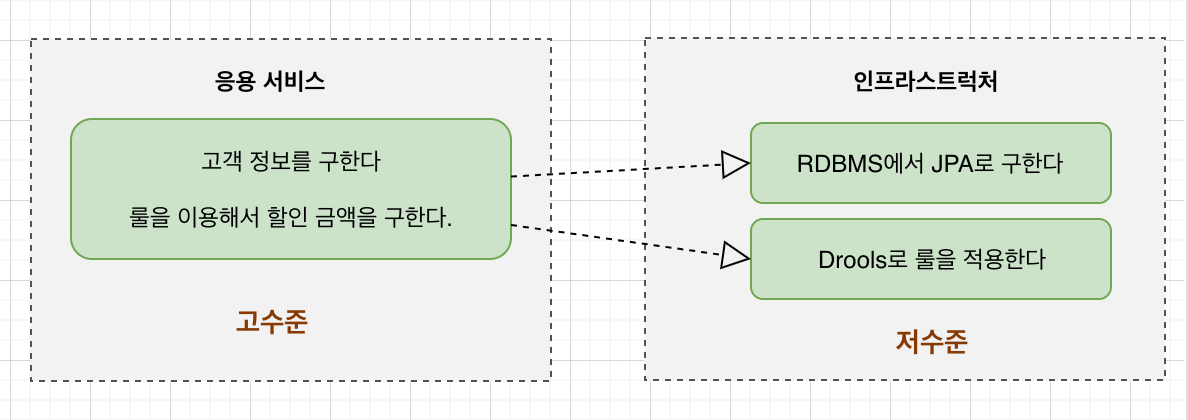 응용 서비스
고객 정보를 구한다
룰을 이용해서 할인 금액을 구한다.
고수준
인프라스트럭처
RDBMS에서 JPA로 구한다
Drools로 룰을 적용한다
저수준